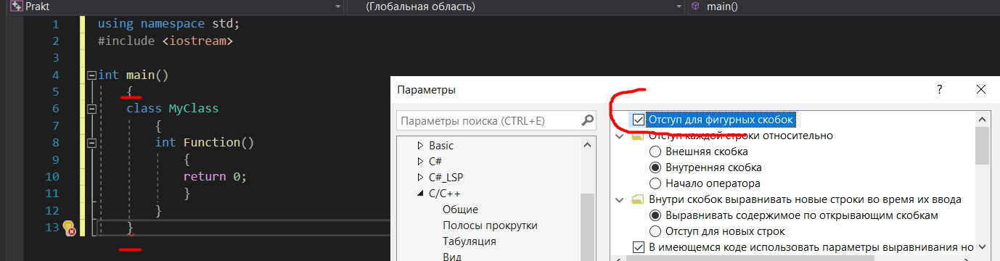 Prakt (Глобальная область) main()
1 using namespace std;
2 #include <iostream>
3
4 int main()
5 {
6 class MyClass
7 {
8 int Function()
9 {
10 return 0;
11 }
12 }
13 }
Параметры ?
Параметры поиска (CTRL+E)
Basic
C#
C#_LSP
C/C++
Общие
Полосы прокрутки
Табуляция
Вид
Отступ для фигурных скобок
Отступ каждой строки относительно
Внешняя скобка
Внутренняя скобка
Начало оператора
Внутри скобок выравнивать новые строки во время их ввода
Выравнивать содержимое по открывающим скобкам
Отступ для новых строк
В имеющемся коде использовать параметры выравнивания но